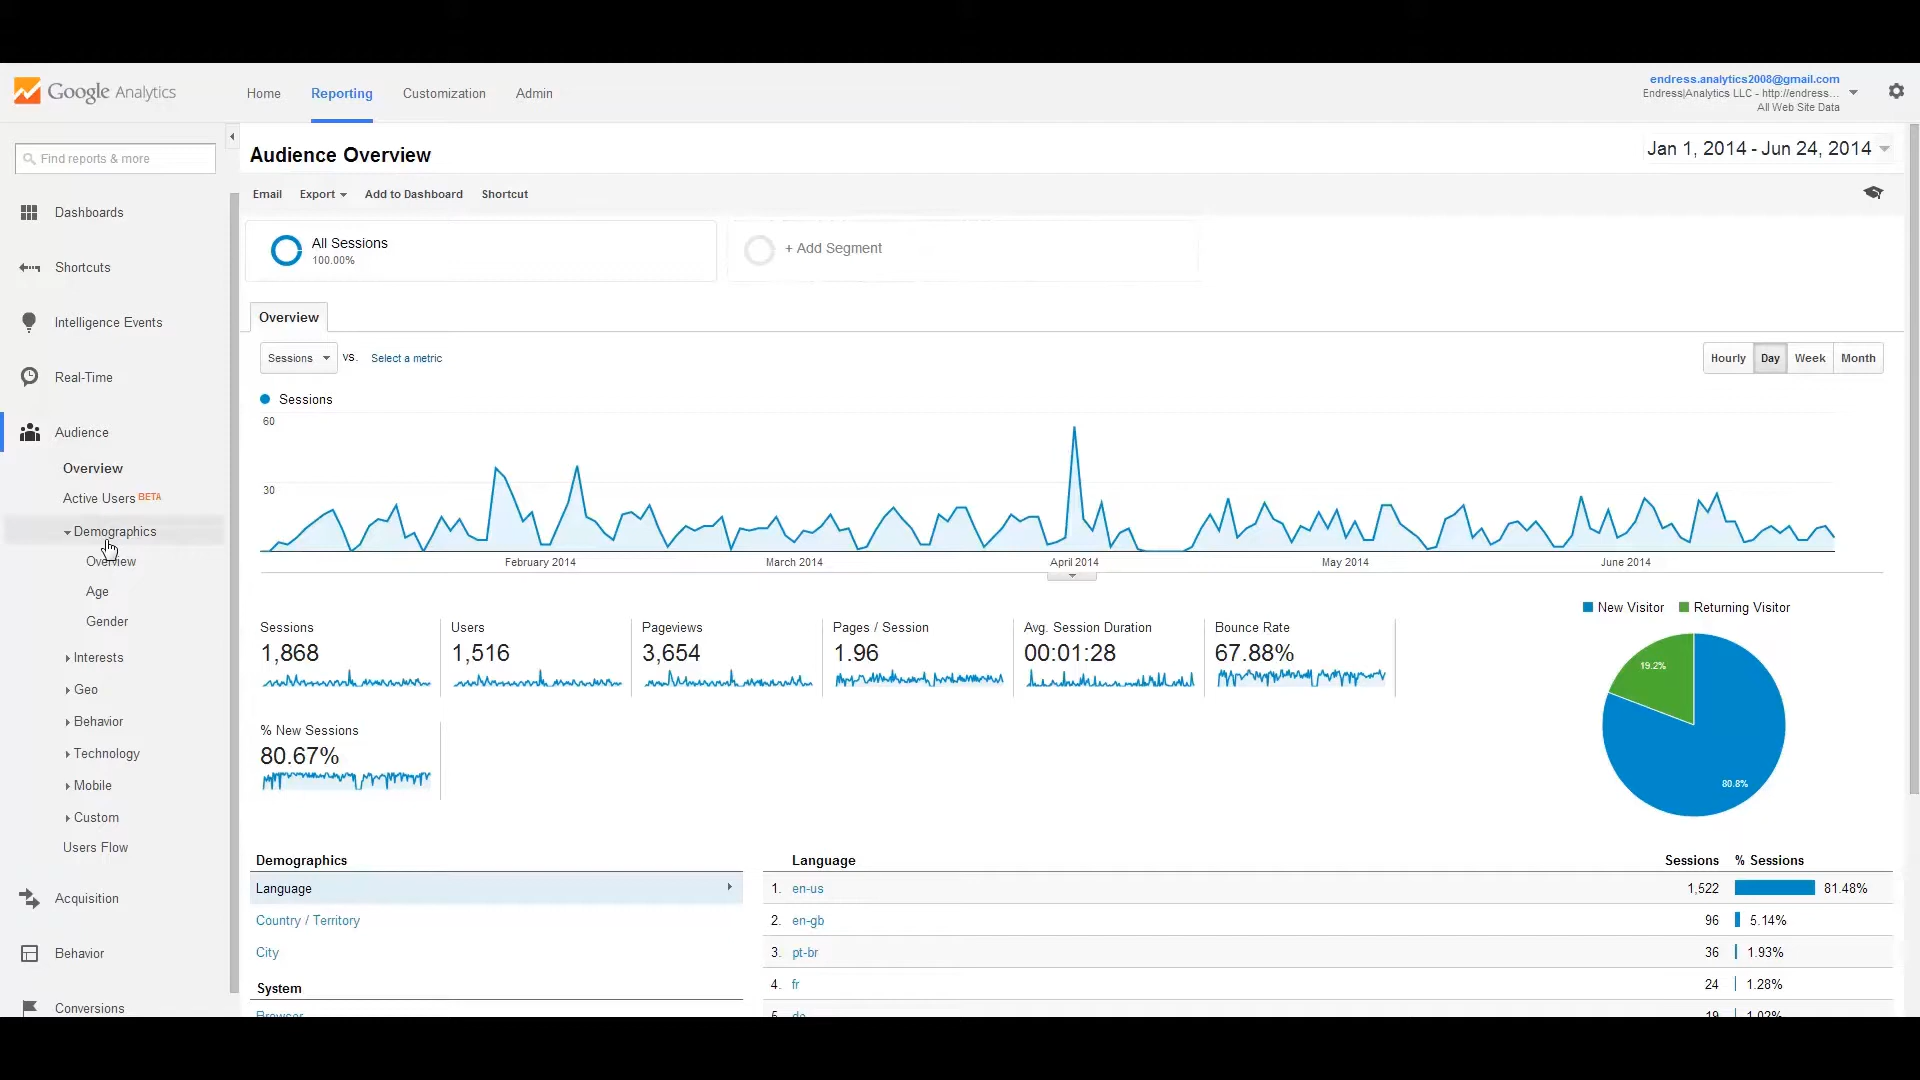 Google Analytics
Home
Reporting
Customization
Admin
endress.analytics2008@gmail.com
Endress|Analytics LLC - http://endress...
All Web Site Data
Find reports & more
Dashboards
Shortcuts
Intelligence Events
Real-Time
Audience
Overview
Active Users BETA
Demographics
Overview
Age
Gender
Interests
Geo
Behavior
Technology
Mobile
Custom
Users Flow
Acquisition
Behavior
Conversions
Audience Overview
Jan 1, 2014 - Jun 24, 2014
Email
Export
Add to Dashboard
Shortcut
All Sessions
100.00%
+ Add Segment
Overview
Sessions
VS.
Select a metric
Hourly
Day
Week
Month
Sessions
60
30
February 2014
March 2014
April 2014
May 2014
June 2014
Sessions
1,868
Users
1,516
Pageviews
3,654
Pages / Session
1.96
Avg. Session Duration
00:01:28
Bounce Rate
67.88%
% New Sessions
80.67%
New Visitor
Returning Visitor
19.2%
80.8%
Demographics
Language
Country / Territory
City
System
Browser
Language
Sessions
% Sessions
1. en-us 1,522 81.48%
2. en-gb 96 5.14%
3. pt-br 36 1.93%
4. fr 24 1.28%
5. de 19 1.02%